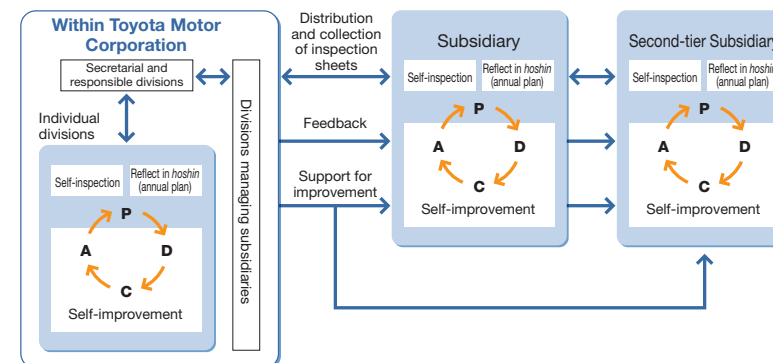 Within Toyota Motor
Corporation
Secretarial and
responsible divisions
Individual
divisions
Self-inspection
Reflect in hoshin
(annual plan)
P
A
D
C
Self-improvement
Divisions managing subsidiaries
Distribution
and collection
of inspection
sheets
Feedback
Support for
improvement
Subsidiary
Self-inspection
Reflect in hoshin
(annual plan)
P
A
D
C
Self-improvement
Second-tier Subsidiary
Self-inspection
Reflect in hoshin
(annual plan)
P
A
D
C
Self-improvement